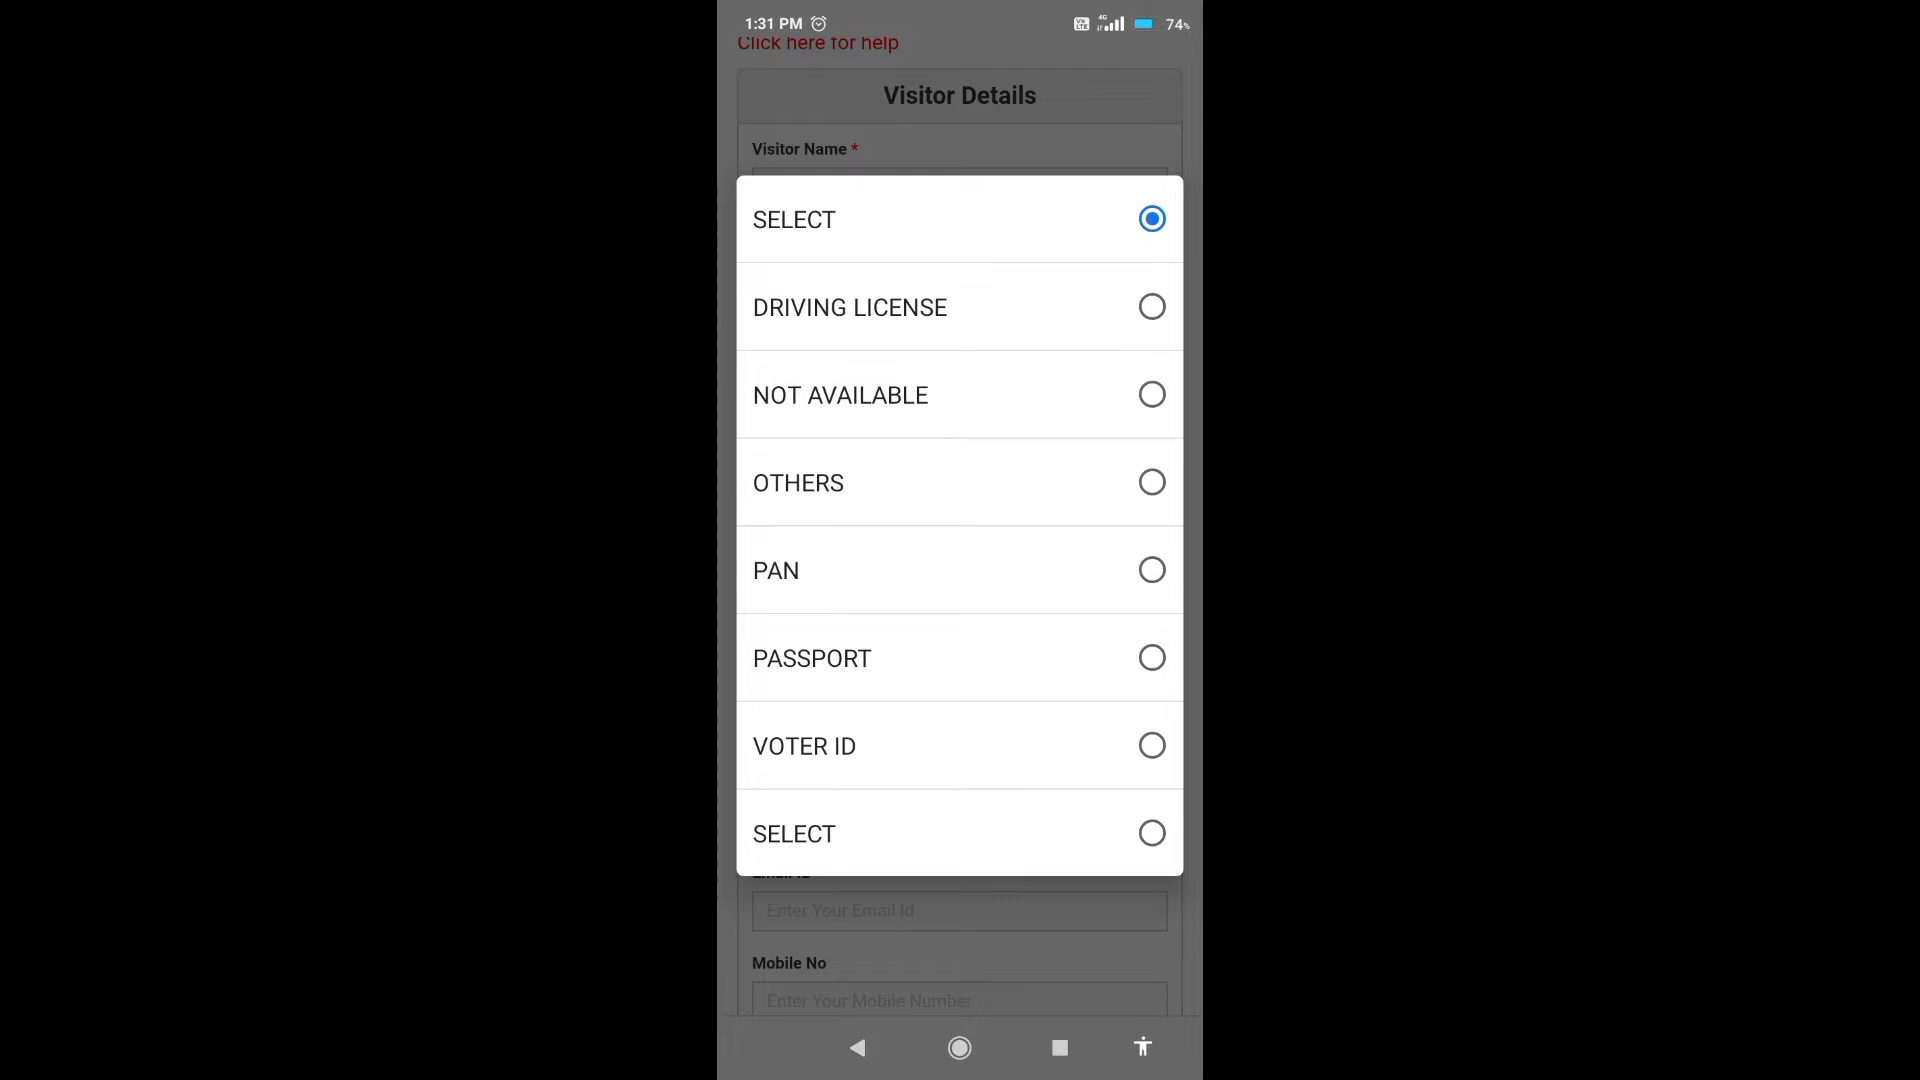 1:31 PM
4G
74%
Click here for help
Visitor Details
Visitor Name *
SELECT
DRIVING LICENSE
NOT AVAILABLE
OTHERS
PAN
PASSPORT
VOTER ID
SELECT
Enter Your Email Id
Mobile No
Enter Your Mobile Number